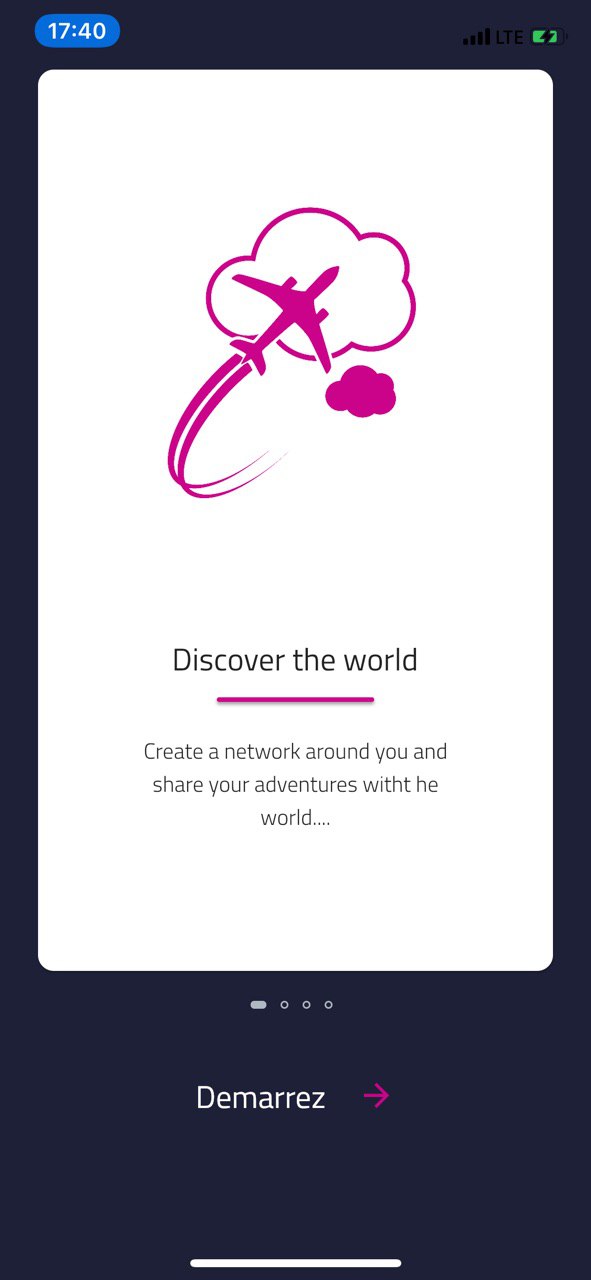 17:40
LTE
Discover the world
Create a network around you and
share your adventures witht he
world....
Demarrez